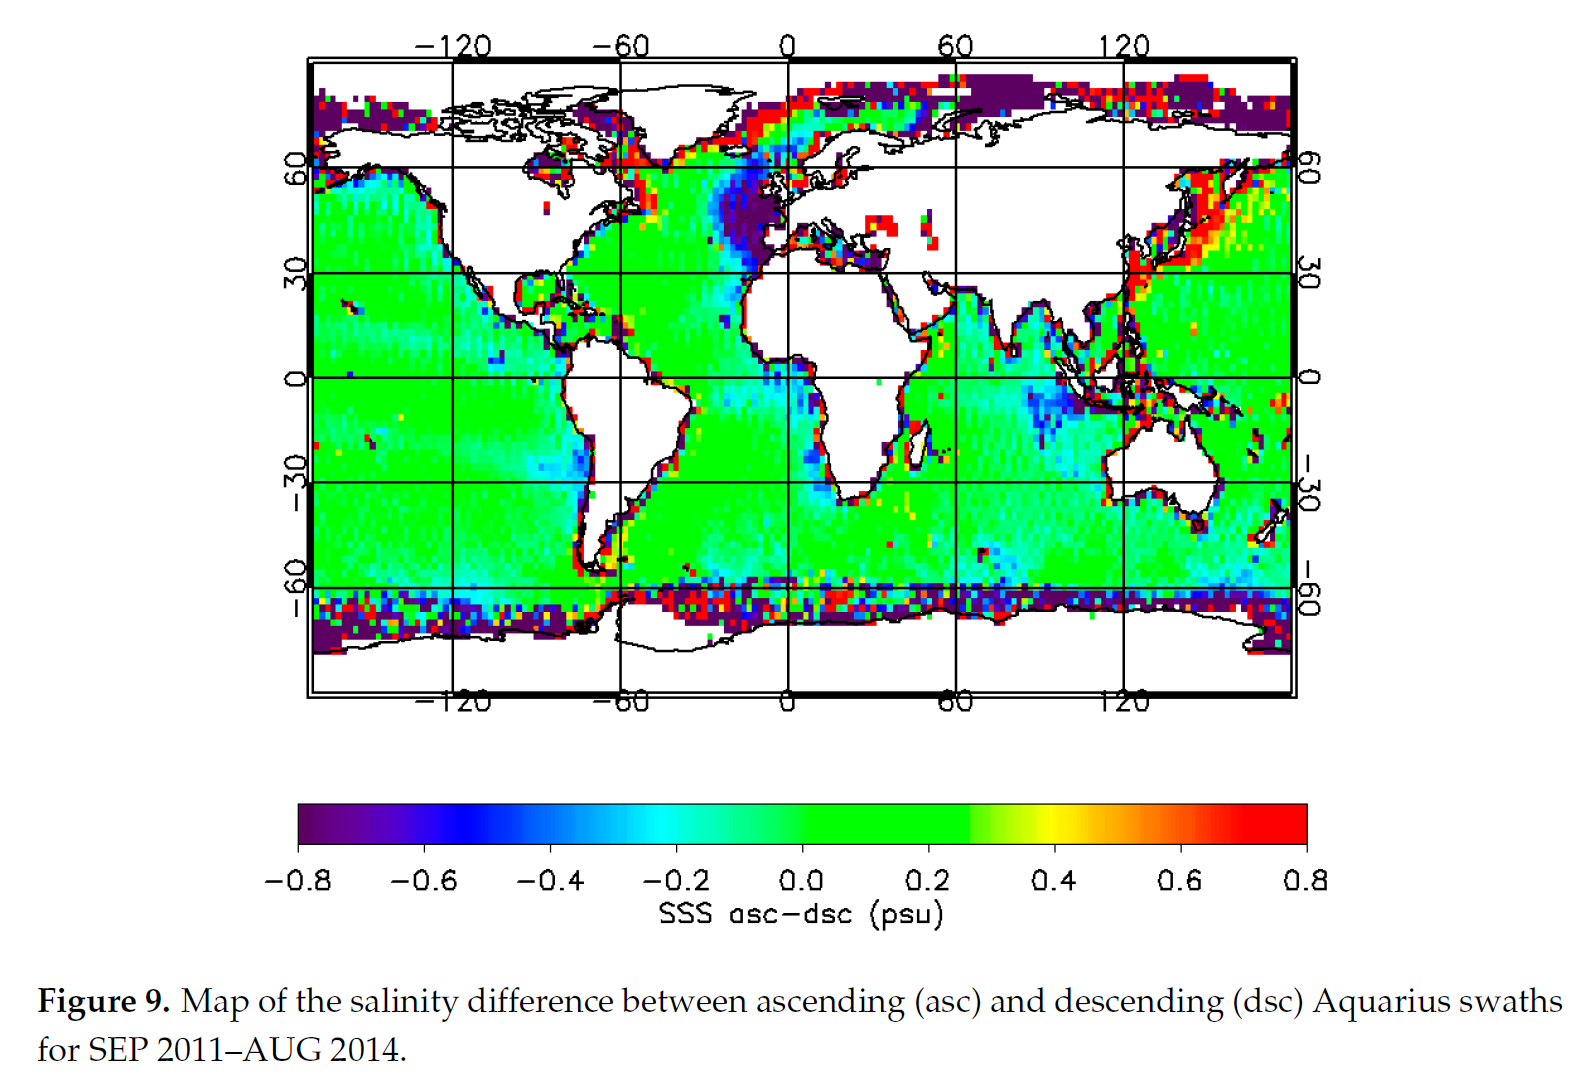 −120 −60 0 60 120
60 60
30 30
0 0
−30 −30
−60 −60
−120 −60 0 60 120
−0.8 −0.6 −0.4 −0.2 0.0 0.2 0.4 0.6 0.8
SSS asc−dsc (psu)
Figure 9. Map of the salinity difference between ascending (asc) and descending (dsc) Aquarius swaths
for SEP 2011–AUG 2014.